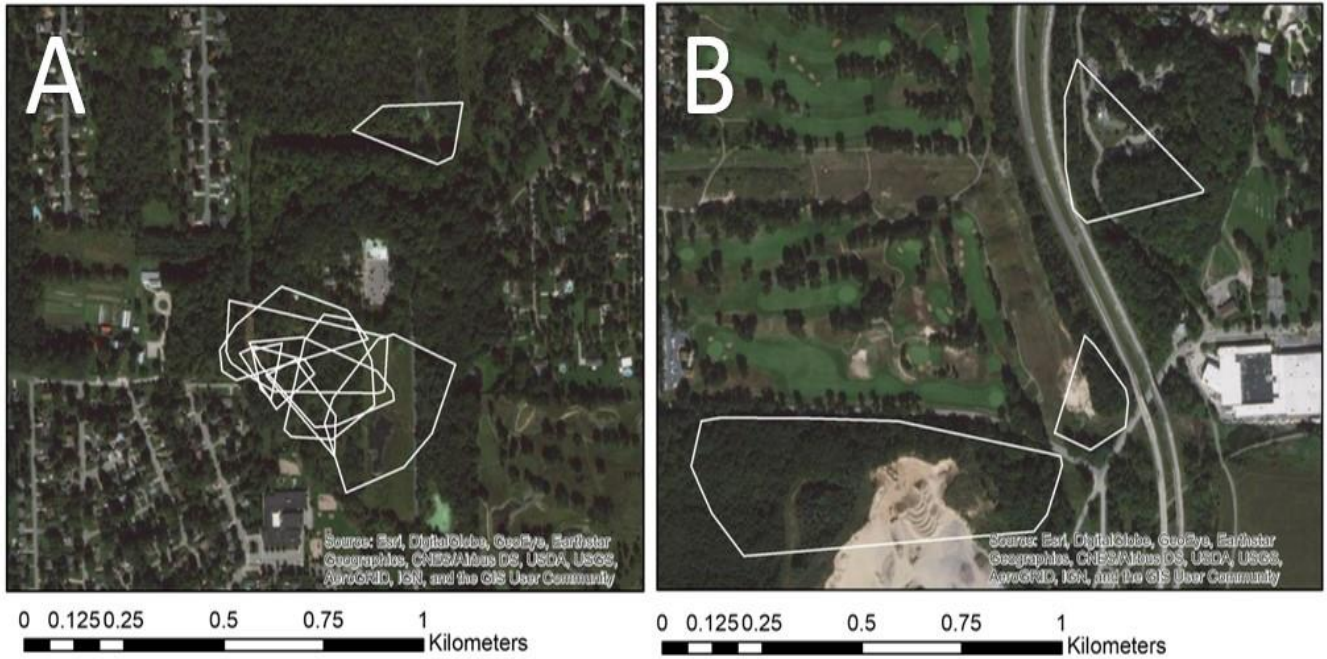 A
B
Source: Esri, DigitalGlobe, GeoEye, Earthstar
Geographics, CNES/Airbus DS, USDA, USGS,
AeroGRID, IGN, and the GIS User Community
Source: Esri, DigitalGlobe, GeoEye, Earthstar
Geographics, CNES/Airbus DS, USDA, USGS,
AeroGRID, IGN, and the GIS User Community
0 0.125 0.25 0.5 0.75 1
Kilometers
0 0.125 0.25 0.5 0.75 1
Kilometers